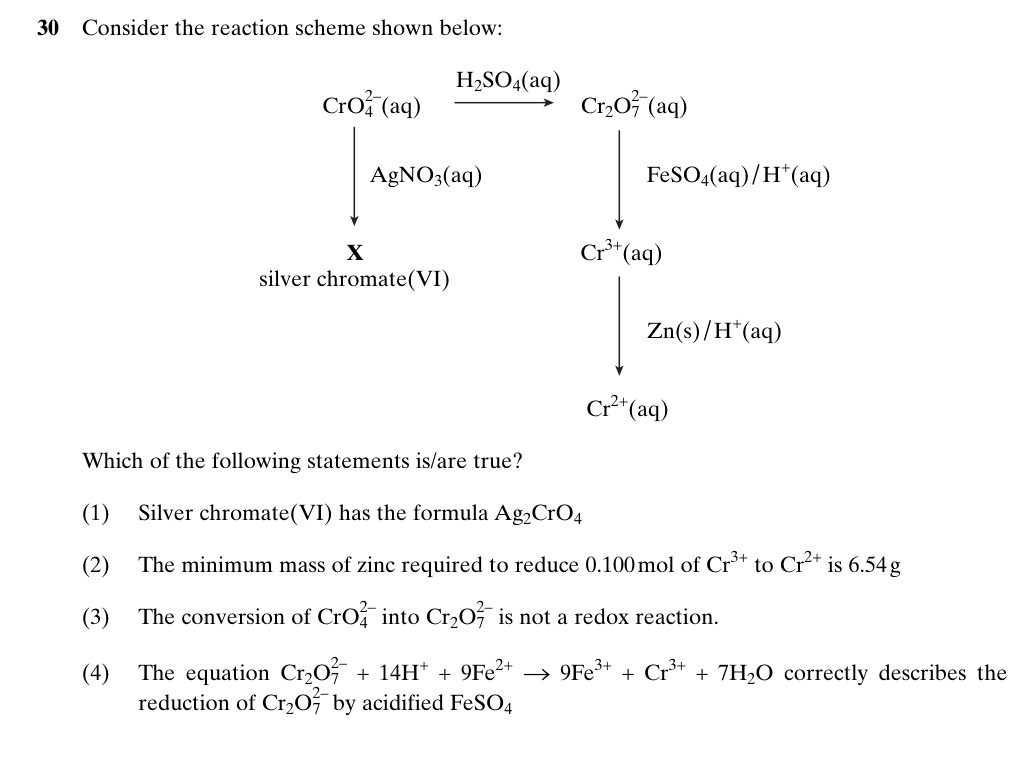 30 Consider the reaction scheme shown below:
H₂SO₄(aq)
CrO₄²⁻(aq) → Cr₂O₇²⁻(aq)
AgNO₃(aq) FeSO₄(aq)/H⁺(aq)
X Cr³⁺(aq)
silver chromate(VI)
Zn(s)/H⁺(aq)
Cr²⁺(aq)
Which of the following statements is/are true?
(1) Silver chromate(VI) has the formula Ag₂CrO₄
(2) The minimum mass of zinc required to reduce 0.100 mol of Cr³⁺ to Cr²⁺ is 6.54 g
(3) The conversion of CrO₄²⁻ into Cr₂O₇²⁻ is not a redox reaction.
(4) The equation Cr₂O₇²⁻ + 14H⁺ + 9Fe²⁺ → 9Fe³⁺ + Cr³⁺ + 7H₂O correctly describes the
reduction of Cr₂O₇²⁻ by acidified FeSO₄